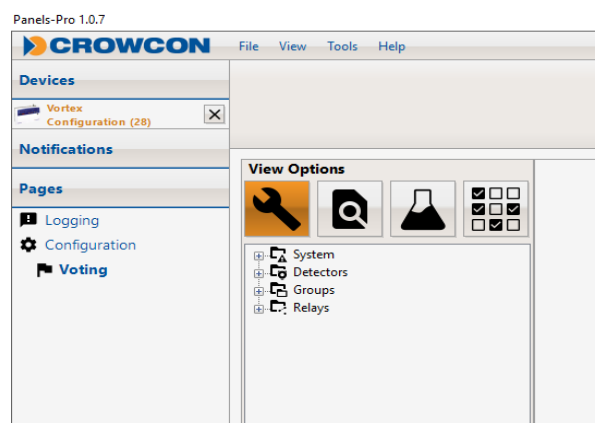 Panels-Pro 1.0.7
CROWCON
File View Tools Help
Devices
Vortex
Configuration (28)
Notifications
Pages
Logging
Configuration
Voting
View Options
System
Detectors
Groups
Relays